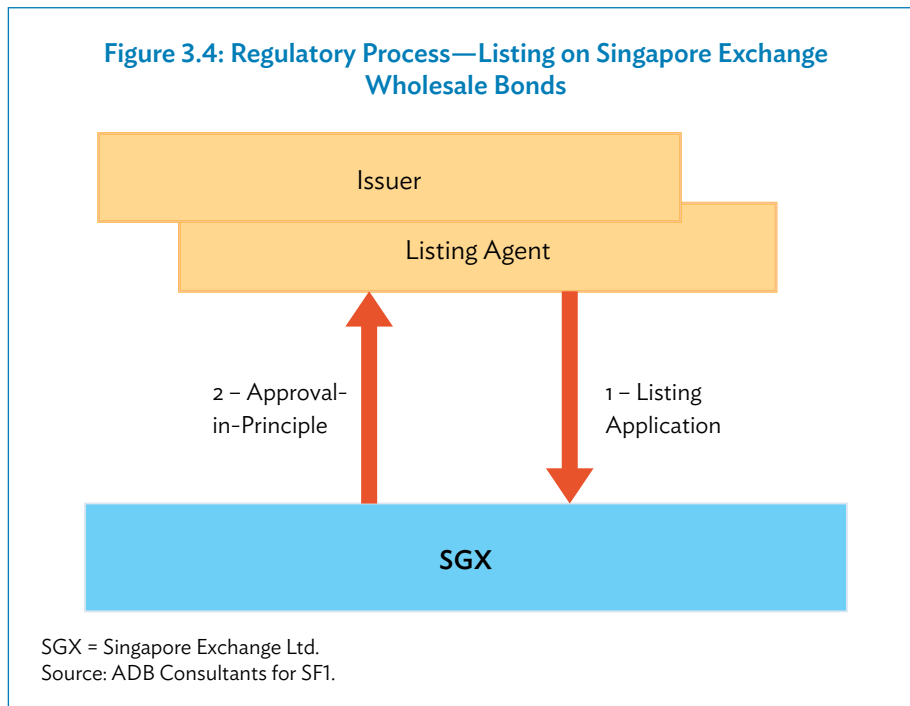 Figure 3.4: Regulatory Process—Listing on Singapore Exchange
Wholesale Bonds
Issuer
Listing Agent
2 – Approval-
in-Principle
1 – Listing
Application
SGX
SGX = Singapore Exchange Ltd.
Source: ADB Consultants for SF1.